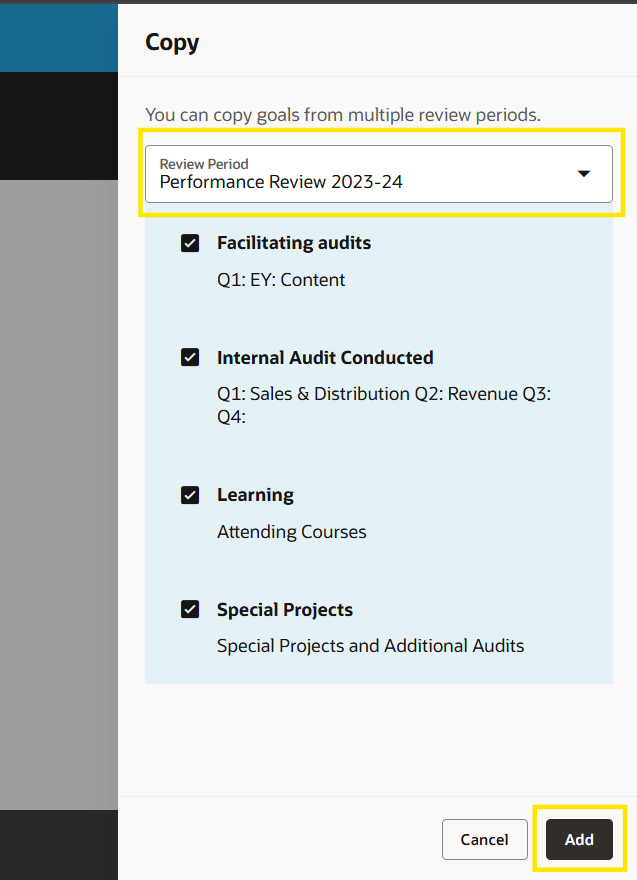 Copy
You can copy goals from multiple review periods.
Review Period
Performance Review 2023-24
Facilitating audits
Q1: EY: Content
Internal Audit Conducted
Q1: Sales & Distribution Q2: Revenue Q3:
Q4:
Learning
Attending Courses
Special Projects
Special Projects and Additional Audits
Cancel
Add